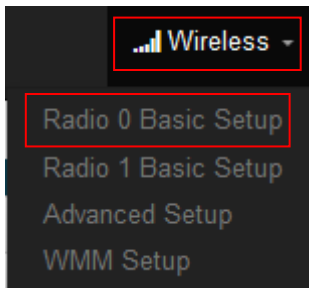 Wireless
Radio 0 Basic Setup
Radio 1 Basic Setup
Advanced Setup
WMM Setup